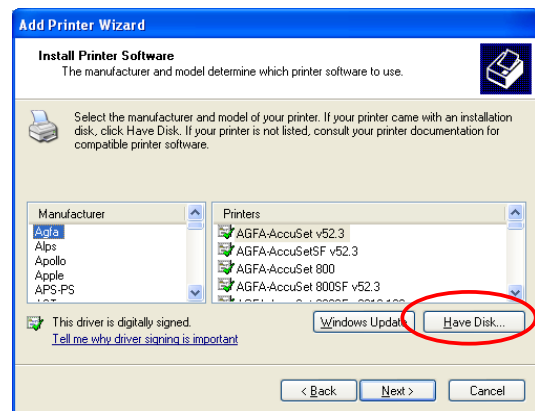 Add Printer Wizard
Install Printer Software
The manufacturer and model determine which printer software to use.
Select the manufacturer and model of your printer. If your printer came with an installation
disk, click Have Disk. If your printer is not listed, consult your printer documentation for
compatible printer software.
Manufacturer
Agfa
Alps
Apollo
Apple
APS-PS
Printers
AGFA-AccuSet v52.3
AGFA-AccuSetSF v52.3
AGFA-AccuSet 800
AGFA-AccuSet 800SF v52.3
This driver is digitally signed.
Tell me why driver signing is important
Windows Update
Have Disk...
< Back
Next >
Cancel